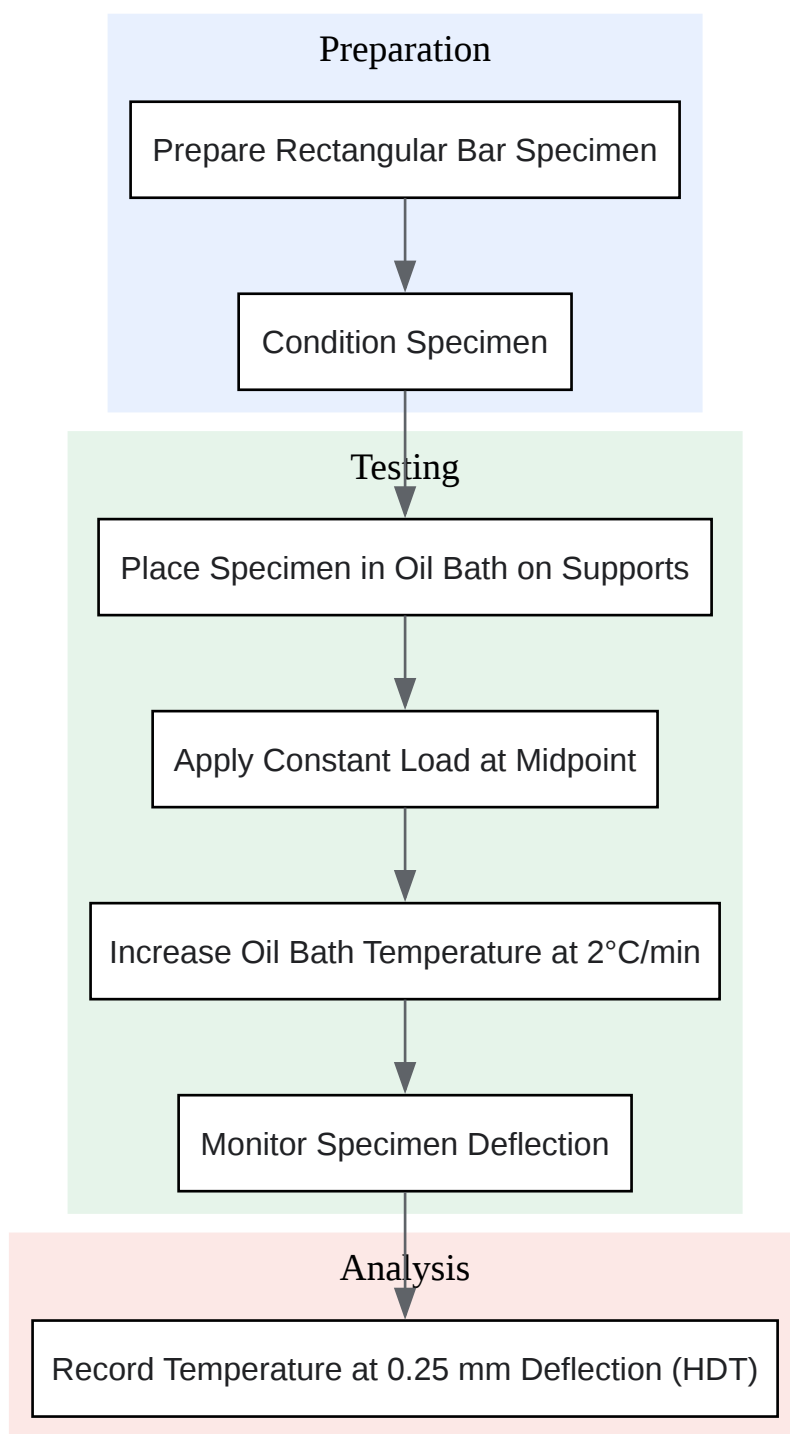 Preparation
Prepare Rectangular Bar Specimen
Condition Specimen
Testing
Place Specimen in Oil Bath on Supports
Apply Constant Load at Midpoint
Increase Oil Bath Temperature at 2°C/min
Monitor Specimen Deflection
Analysis
Record Temperature at 0.25 mm Deflection (HDT)